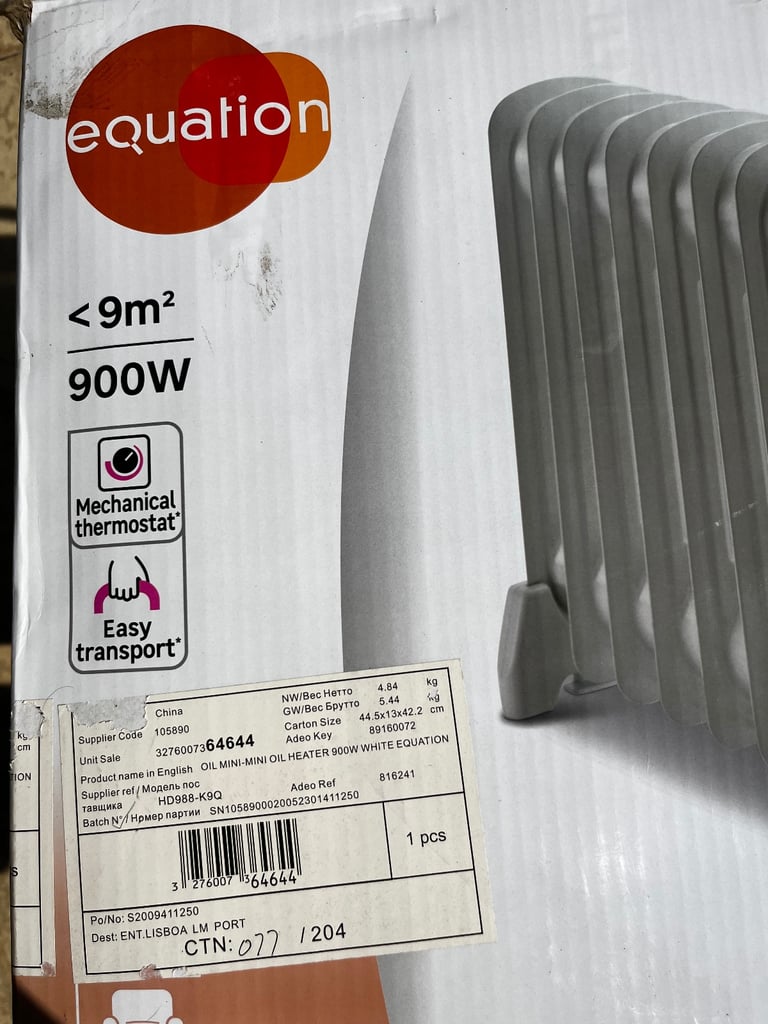 equation
< 9m²
900W
Mechanical
thermostat*
Easy
transport*
China
NW/Вес Нетто 4.84 kg
GW/Вес Брутто 5.44 kg
Supplier Code 105890
Carton Size 44.5x13x42.2 cm
Unit Sale 3276007364644
Adeo Key 89160072
Product name in English OIL MINI-MINI OIL HEATER 900W WHITE EQUATION
Supplier ref / Модель пос
тавщика HD988-K9Q
Adeo Ref 816241
Batch N°/ Нрмер партии SN1058900020052301411250
1 pcs
3 276007 364644
Po/No: S2009411250
Dest: ENT.LISBOA LM PORT
CTN: 077 / 204
kg
cm
TION
S